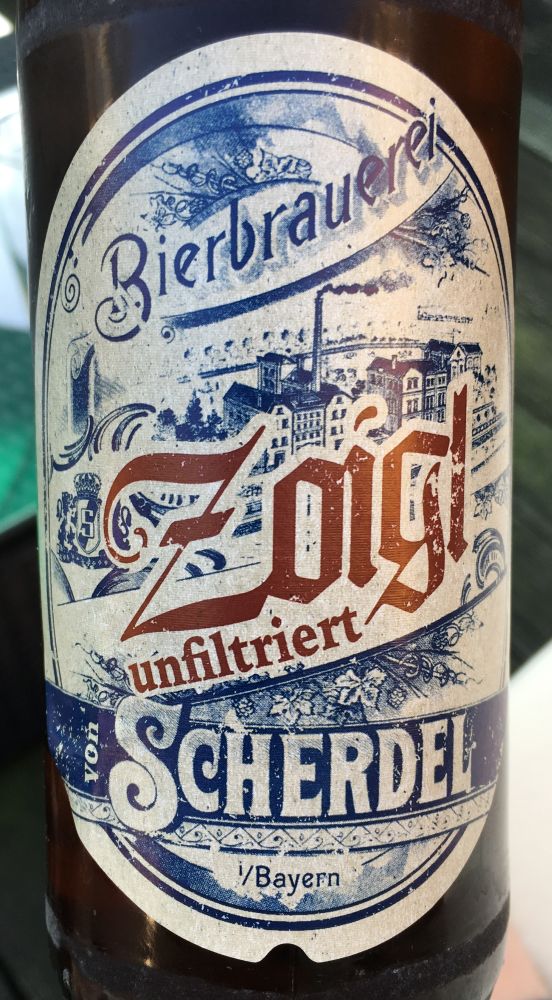 Bierbrauerei
S
Zoigl
unfiltriert
von
SCHERDEL
i/Bayern